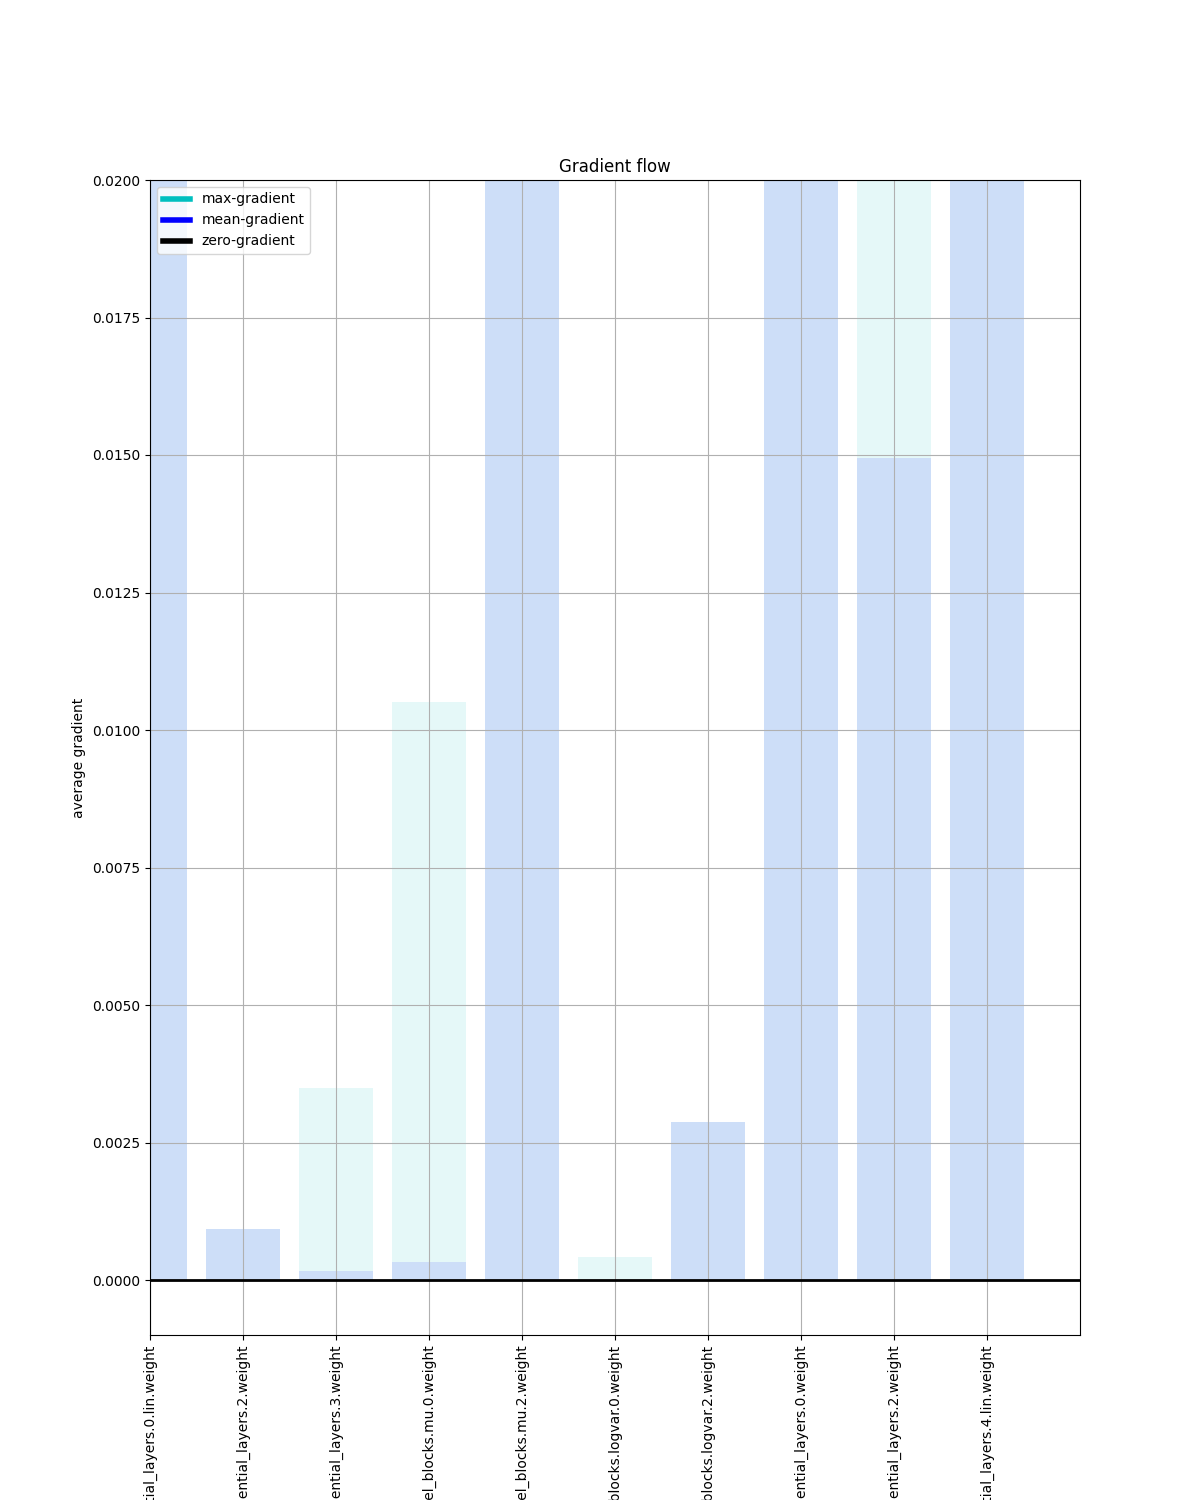 Gradient flow
max-gradient
mean-gradient
zero-gradient
average gradient
0.0200
0.0175
0.0150
0.0125
0.0100
0.0075
0.0050
0.0025
0.0000
tial_layers.0.lin.weight
ential_layers.2.weight
ential_layers.3.weight
el_blocks.mu.0.weight
el_blocks.mu.2.weight
blocks.logvar.0.weight
blocks.logvar.2.weight
ential_layers.0.weight
ential_layers.2.weight
tial_layers.4.lin.weight